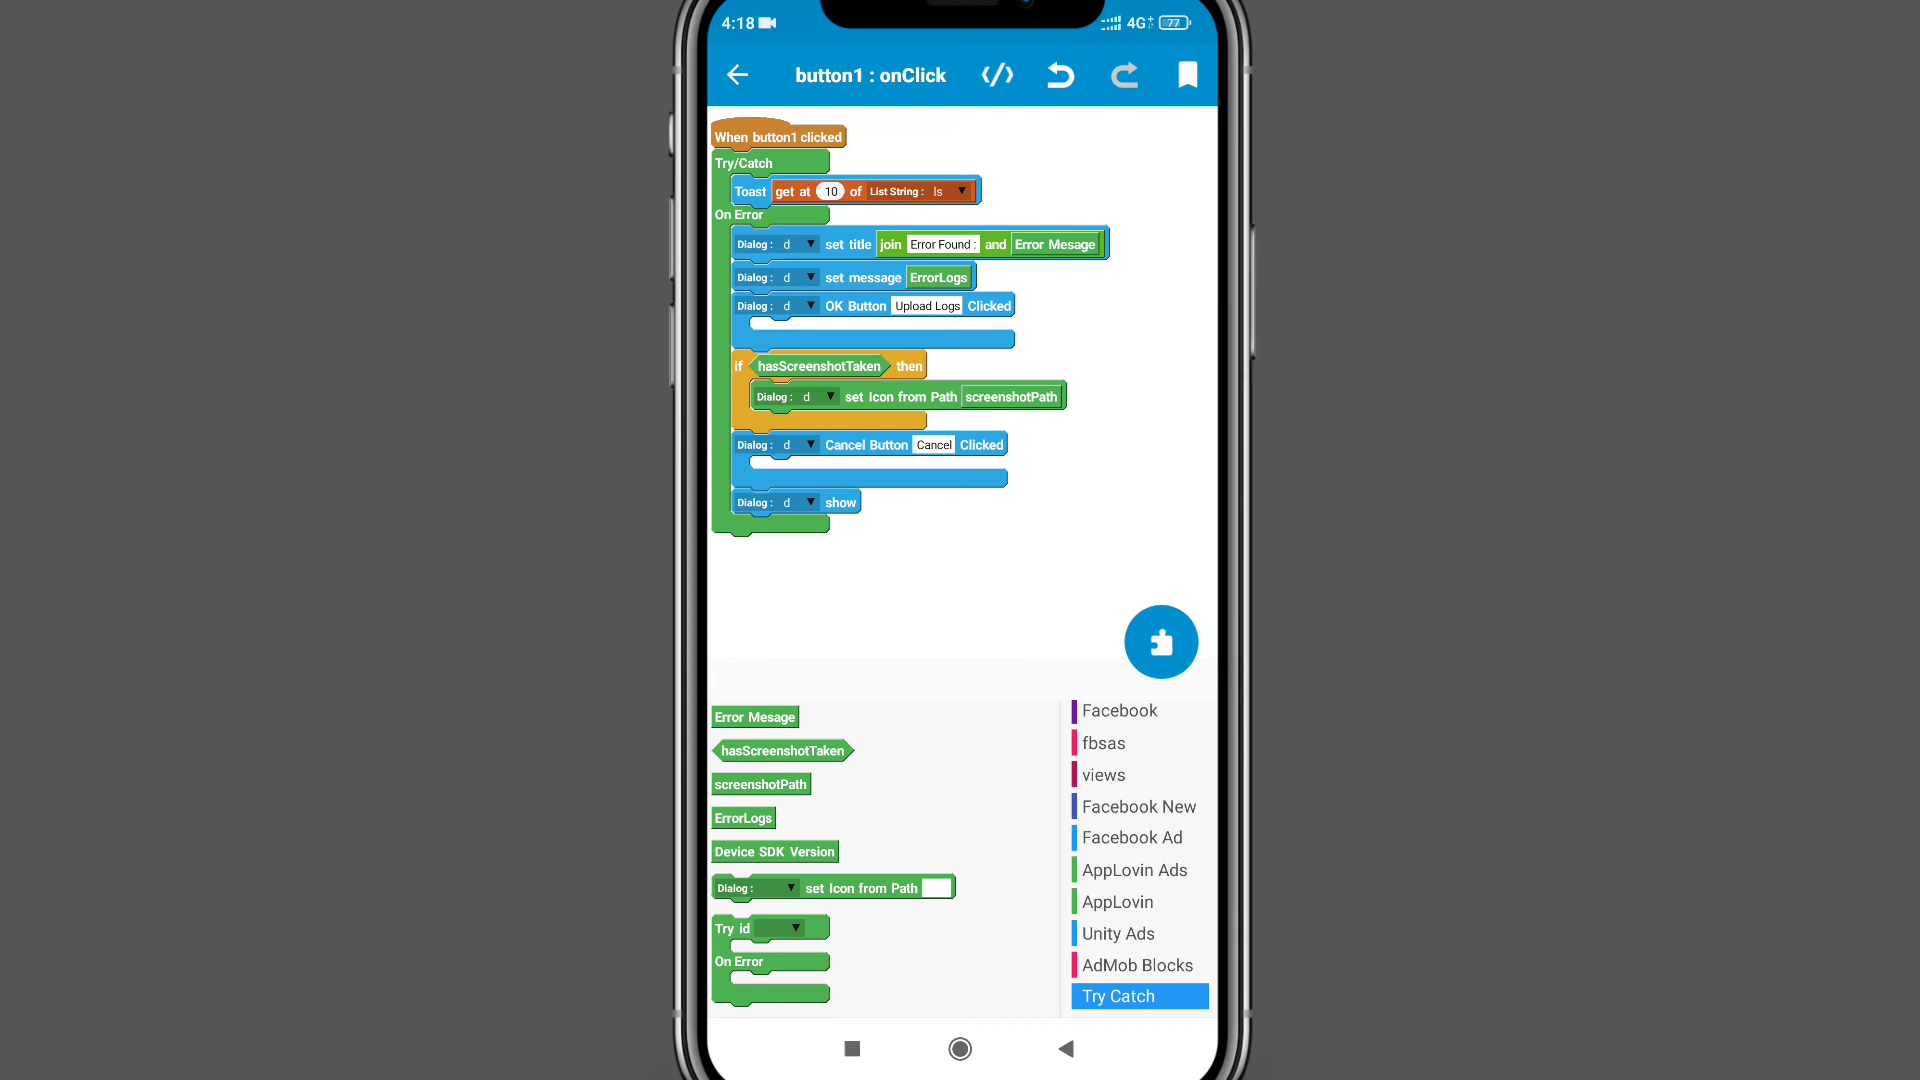 4:18 4G 77
button1 : onClick
When button1 clicked
Try/Catch
Toast get at 10 of List String : ls
On Error
Dialog : d set title join Error Found : and Error Mesage
Dialog : d set message ErrorLogs
Dialog : d OK Button Upload Logs Clicked
if hasScreenshotTaken then
Dialog : d set Icon from Path screenshotPath
Dialog : d Cancel Button Cancel Clicked
Dialog : d show
Error Mesage
hasScreenshotTaken
screenshotPath
ErrorLogs
Device SDK Version
Dialog : set Icon from Path
Try id
On Error
Facebook
fbsas
views
Facebook New
Facebook Ad
AppLovin Ads
AppLovin
Unity Ads
AdMob Blocks
Try Catch